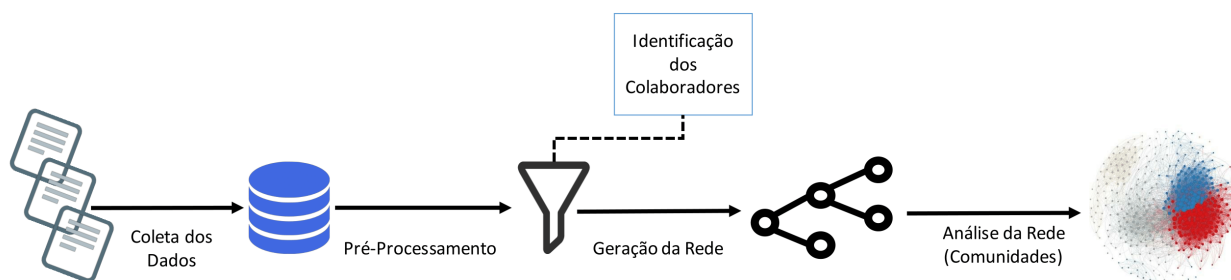 Identificação
dos
Colaboradores
Coleta dos
Dados
Pré-Processamento
Geração da Rede
Análise da Rede
(Comunidades)